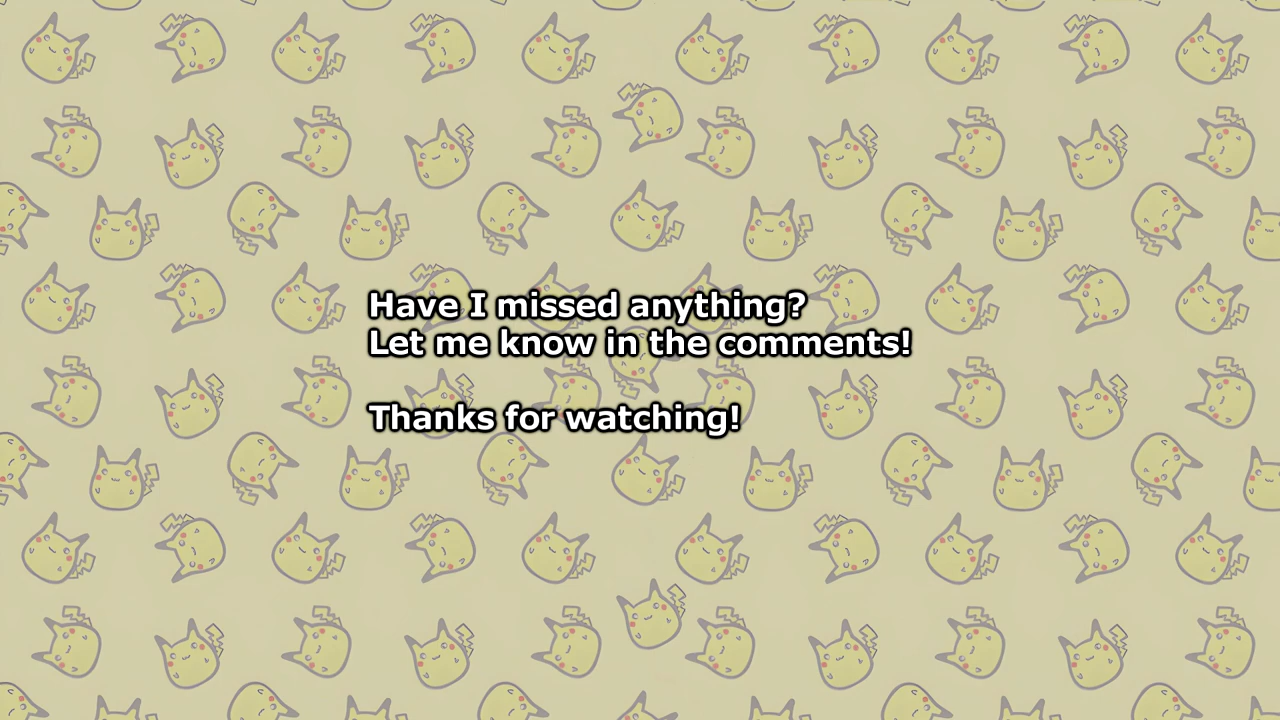 Have I missed anything?
Let me know in the comments!
Thanks for watching!